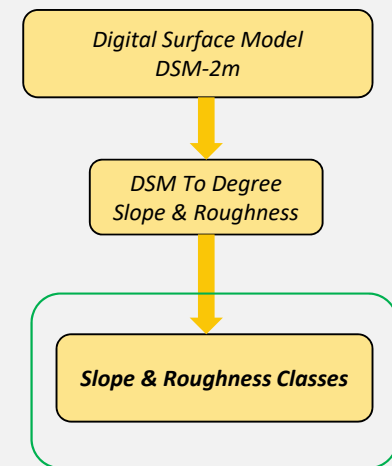 Digital Surface Model
DSM-2m
DSM To Degree
Slope & Roughness
Slope & Roughness Classes